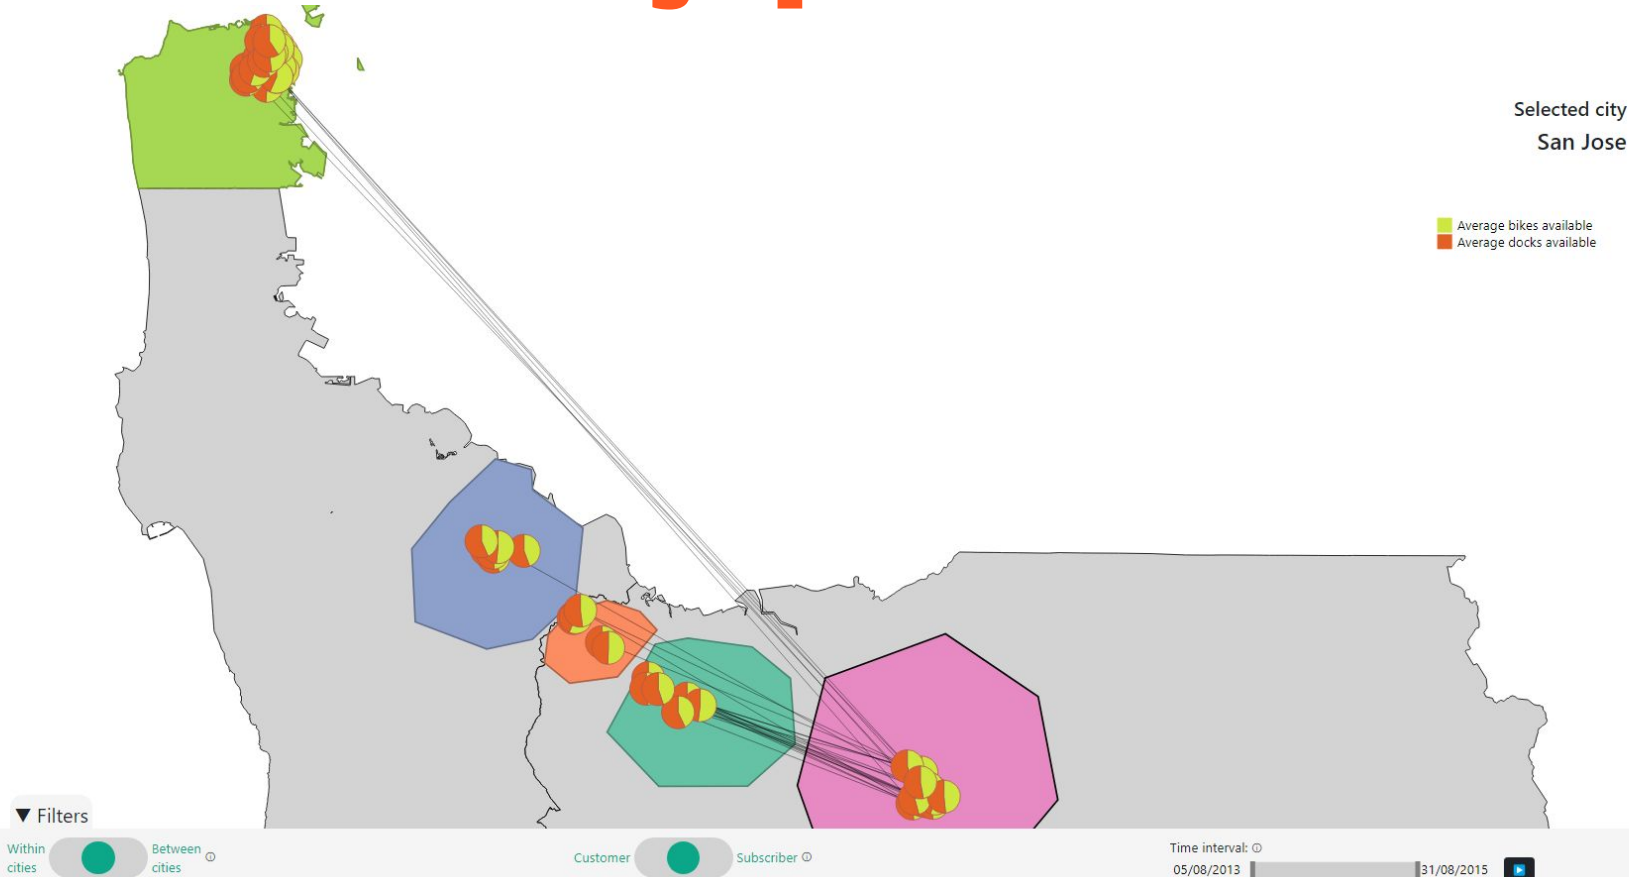 Selected city
San Jose
Average bikes available
Average docks available
▼ Filters
Within
cities
Between
cities
Customer
Subscriber
Time interval:
05/08/2013
31/08/2015